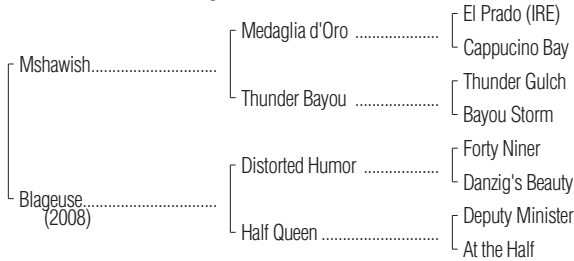 El Prado (IRE)
Medaglia d'Oro ...................
Cappucino Bay
Mshawish............................
Thunder Gulch
Thunder Bayou ...................
Bayou Storm
Forty Niner
Distorted Humor .................
Danzig's Beauty
Blageuse..............................
(2008)
Deputy Minister
Half Queen ..........................
At the Half